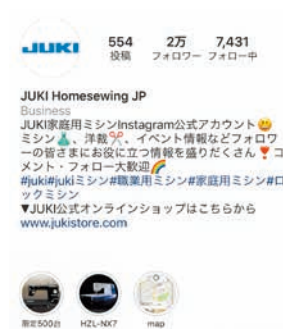 JUKI
554 2万 7,431
投稿 フォロワー フォロー中
JUKI Homesewing JP
Business
JUKI家庭用ミシンInstagram公式アカウント😀
ミシン👗、洋裁✂️、イベント情報などフォロワ
ーの皆さまにお役に立つ情報を盛りだくさん❣️コ
メント・フォロー大歓迎🌈
#juki#jukiミシン#職業用ミシン#家庭用ミシン#ロ
ックミシン
▼JUKI公式オンラインショップはこちらから
www.jukistore.com
限定500台 HZL-NX7 map